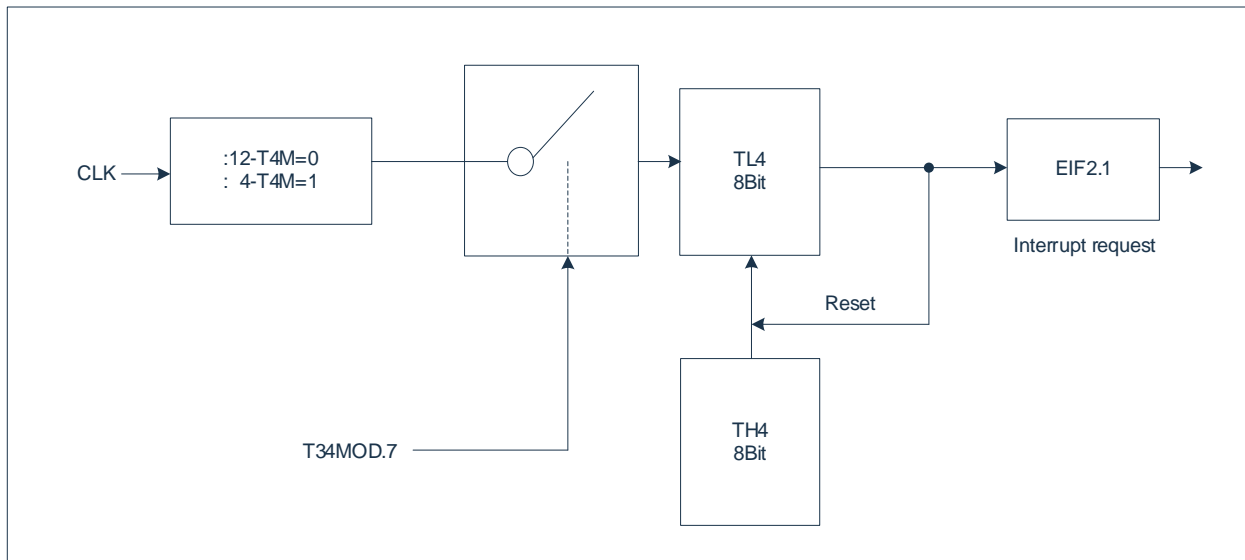 CLK
:12-T4M=0
: 4-T4M=1
TL4
8Bit
EIF2.1
Interrupt request
Reset
TH4
8Bit
T34MOD.7